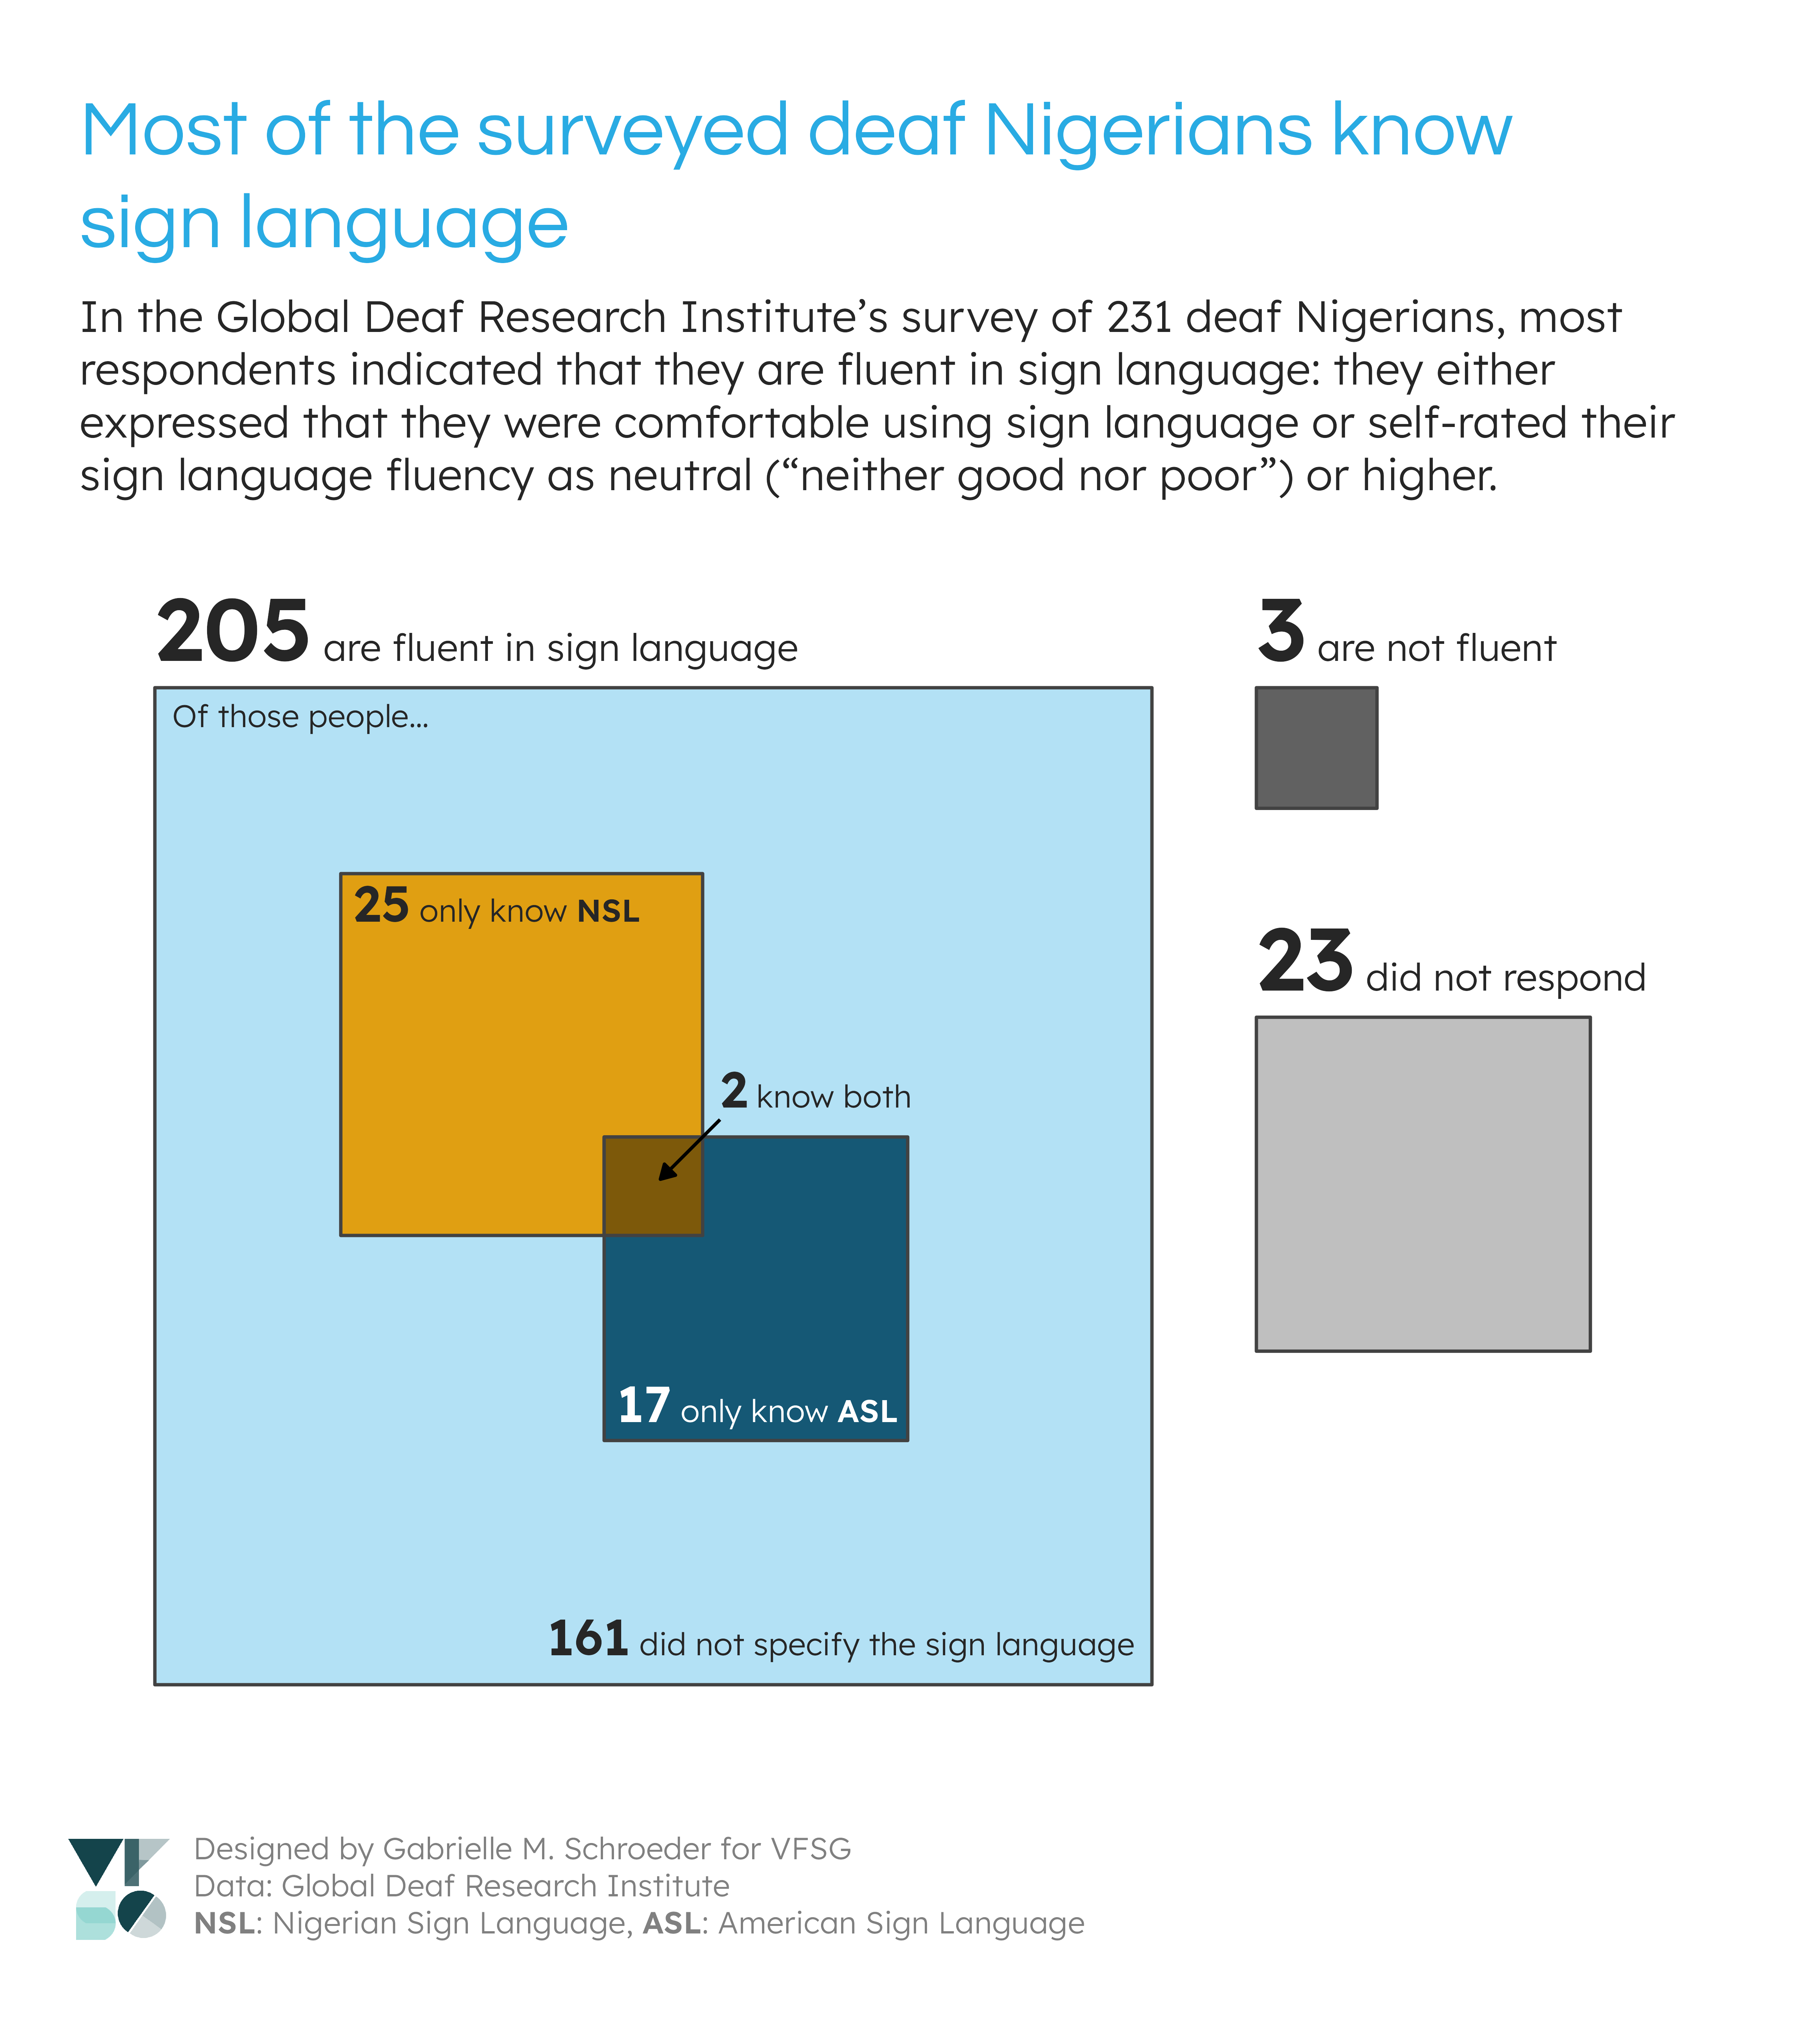 Most of the surveyed deaf Nigerians know
sign language
In the Global Deaf Research Institute’s survey of 231 deaf Nigerians, most
respondents indicated that they are fluent in sign language: they either
expressed that they were comfortable using sign language or self-rated their
sign language fluency as neutral (“neither good nor poor”) or higher.
205 are fluent in sign language
Of those people...
25 only know NSL
2 know both
17 only know ASL
161 did not specify the sign language
3 are not fluent
23 did not respond
Designed by Gabrielle M. Schroeder for VFSG
Data: Global Deaf Research Institute
NSL: Nigerian Sign Language, ASL: American Sign Language